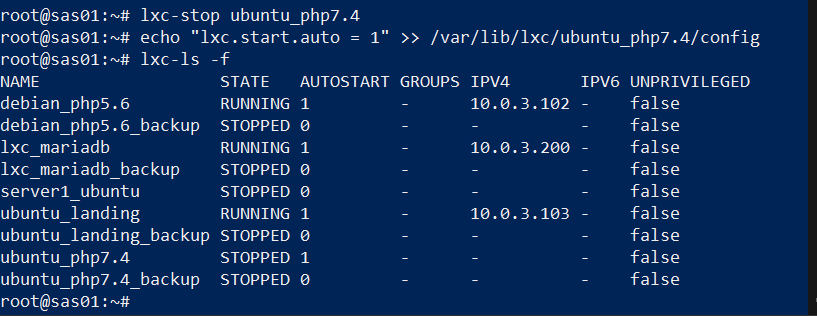 root@sas01:~# lxc-stop ubuntu_php7.4
root@sas01:~# echo "lxc.start.auto = 1" >> /var/lib/lxc/ubuntu_php7.4/config
root@sas01:~# lxc-ls -f
NAME                  STATE   AUTOSTART GROUPS IPV4       IPV6 UNPRIVILEGED
debian_php5.6         RUNNING 1         -      10.0.3.102 -    false
debian_php5.6_backup  STOPPED 0         -      -          -    false
lxc_mariadb           RUNNING 1         -      10.0.3.200 -    false
lxc_mariadb_backup    STOPPED 0         -      -          -    false
server1_ubuntu        STOPPED 0         -      -          -    false
ubuntu_landing        RUNNING 1         -      10.0.3.103 -    false
ubuntu_landing_backup STOPPED 0         -      -          -    false
ubuntu_php7.4         STOPPED 1         -      -          -    false
ubuntu_php7.4_backup  STOPPED 0         -      -          -    false
root@sas01:~#